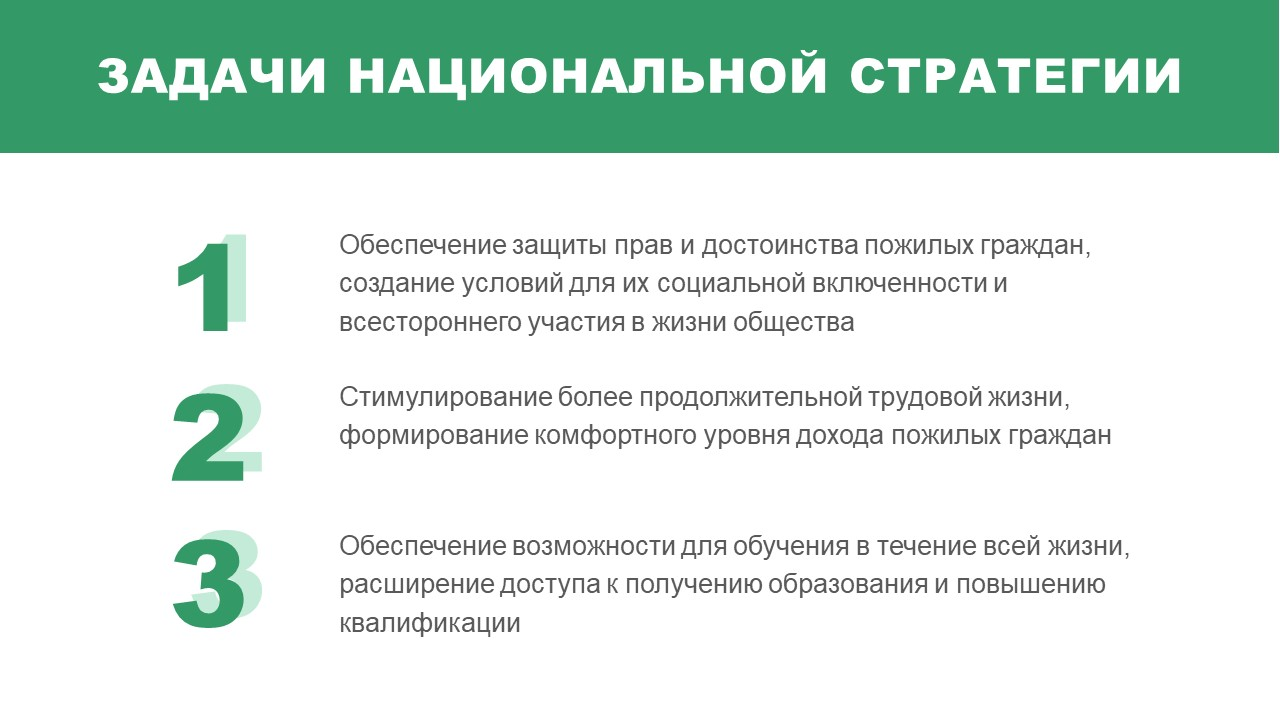 ЗАДАЧИ НАЦИОНАЛЬНОЙ СТРАТЕГИИ
1
Обеспечение защиты прав и достоинства пожилых граждан,
создание условий для их социальной включенности и
всестороннего участия в жизни общества
2
Стимулирование более продолжительной трудовой жизни,
формирование комфортного уровня дохода пожилых граждан
3
Обеспечение возможности для обучения в течение всей жизни,
расширение доступа к получению образования и повышению
квалификации